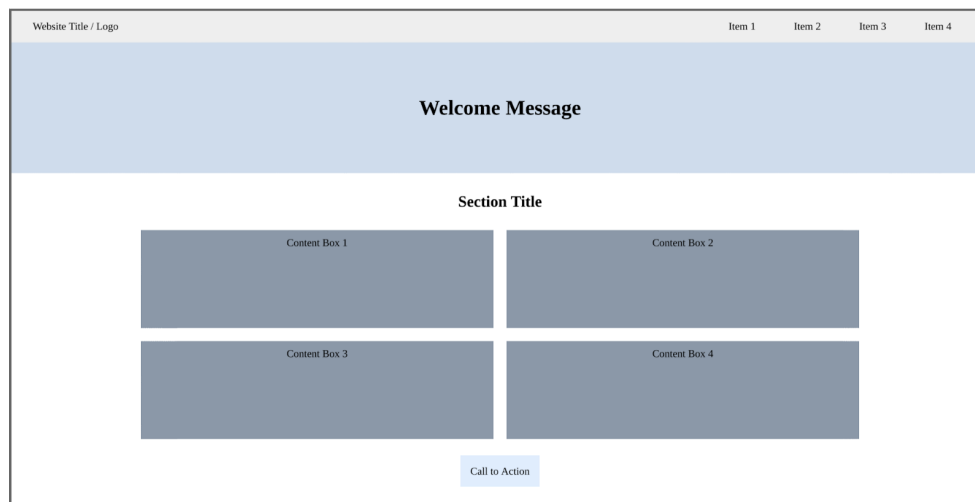 Website Title / Logo
Item 1
Item 2
Item 3
Item 4
Welcome Message
Section Title
Content Box 1
Content Box 2
Content Box 3
Content Box 4
Call to Action